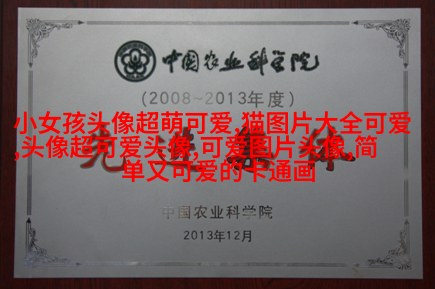 中国农业科学院
(2008~2013年度)
小女孩头像超萌可爱,猫图片大全可爱
,头像超可爱头像,可爱图片头像,简
单又可爱的卡通画
中国农业科学院
2013年12月